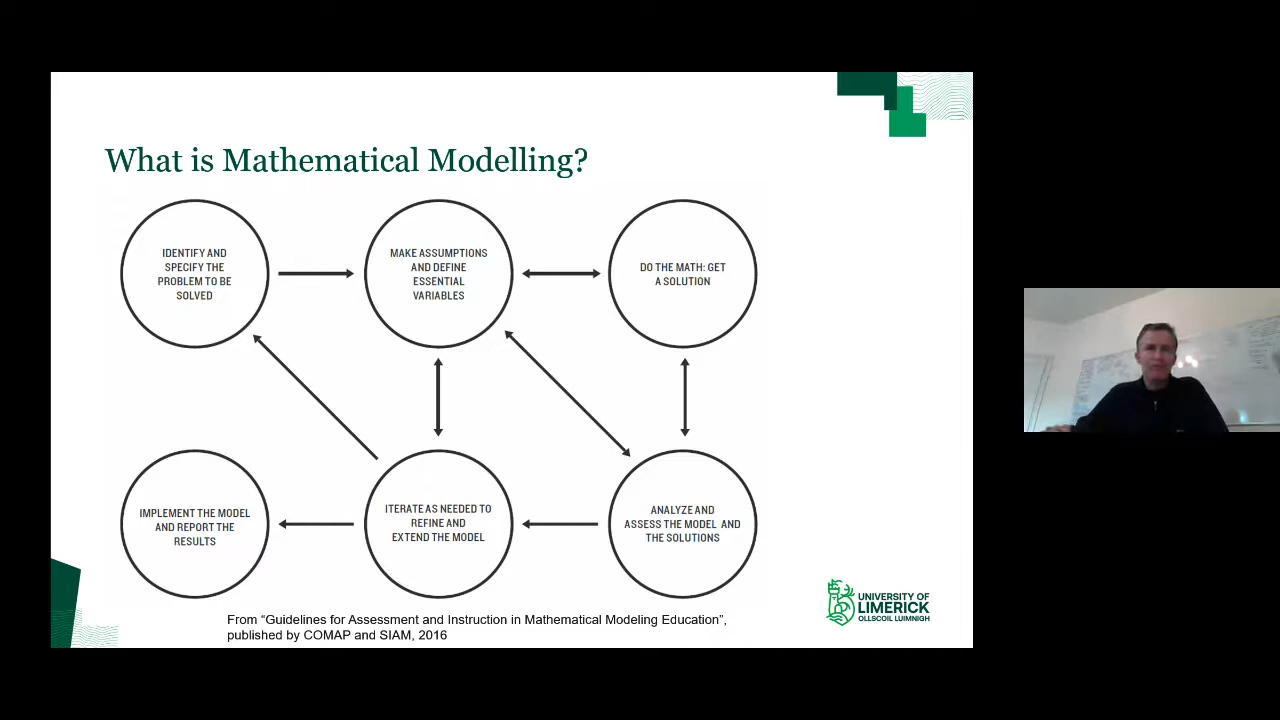 What is Mathematical Modelling?
IDENTIFY AND
SPECIFY THE
PROBLEM TO BE
SOLVED
MAKE ASSUMPTIONS
AND DEFINE
ESSENTIAL
VARIABLES
DO THE MATH: GET
A SOLUTION
IMPLEMENT THE MODEL
AND REPORT THE
RESULTS
ITERATE AS NEEDED TO
REFINE AND
EXTEND THE MODEL
ANALYZE AND
ASSESS THE MODEL AND
THE SOLUTIONS
From “Guidelines for Assessment and Instruction in Mathematical Modeling Education”,
published by COMAP and SIAM, 2016
UNIVERSITY OF
LIMERICK
OLLSCOIL LUIMNIGH